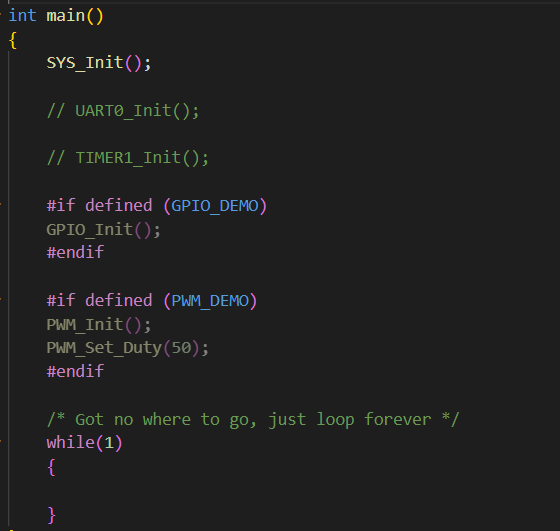 int main()
{
SYS_Init();
// UART0_Init();
// TIMER1_Init();
#if defined (GPIO_DEMO)
GPIO_Init();
#endif
#if defined (PWM_DEMO)
PWM_Init();
PWM_Set_Duty(50);
#endif
/* Got no where to go, just loop forever */
while(1)
{
}